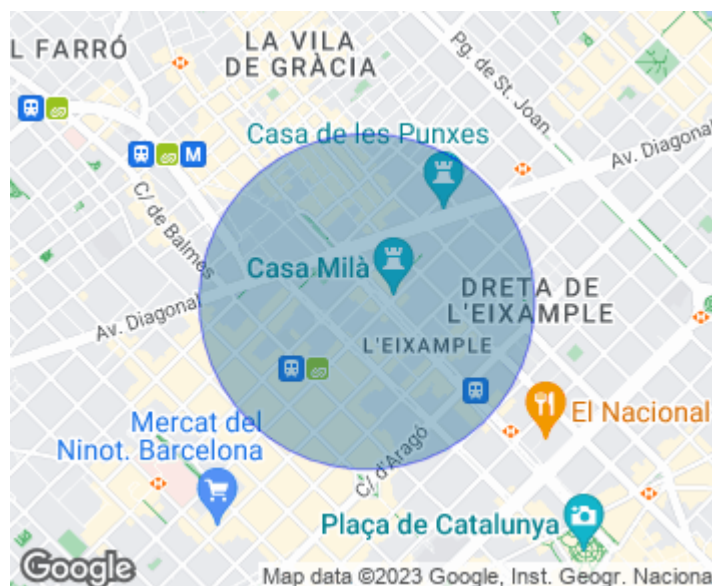 L FARRÓ
LA VILA
DE GRÀCIA
Pg. de St. Joan
M
Casa de les Punxes
Av. Diagonal
C/ de Balmes
Casa Milà
DRETA DE
L'EIXAMPLE
Av. Diagonal
L'EIXAMPLE
El Nacional
Mercat del
Ninot. Barcelona
C/ d'Aragó
Plaça de Catalunya
Google
Map data ©2023 Google, Inst. Geogr. Naciona